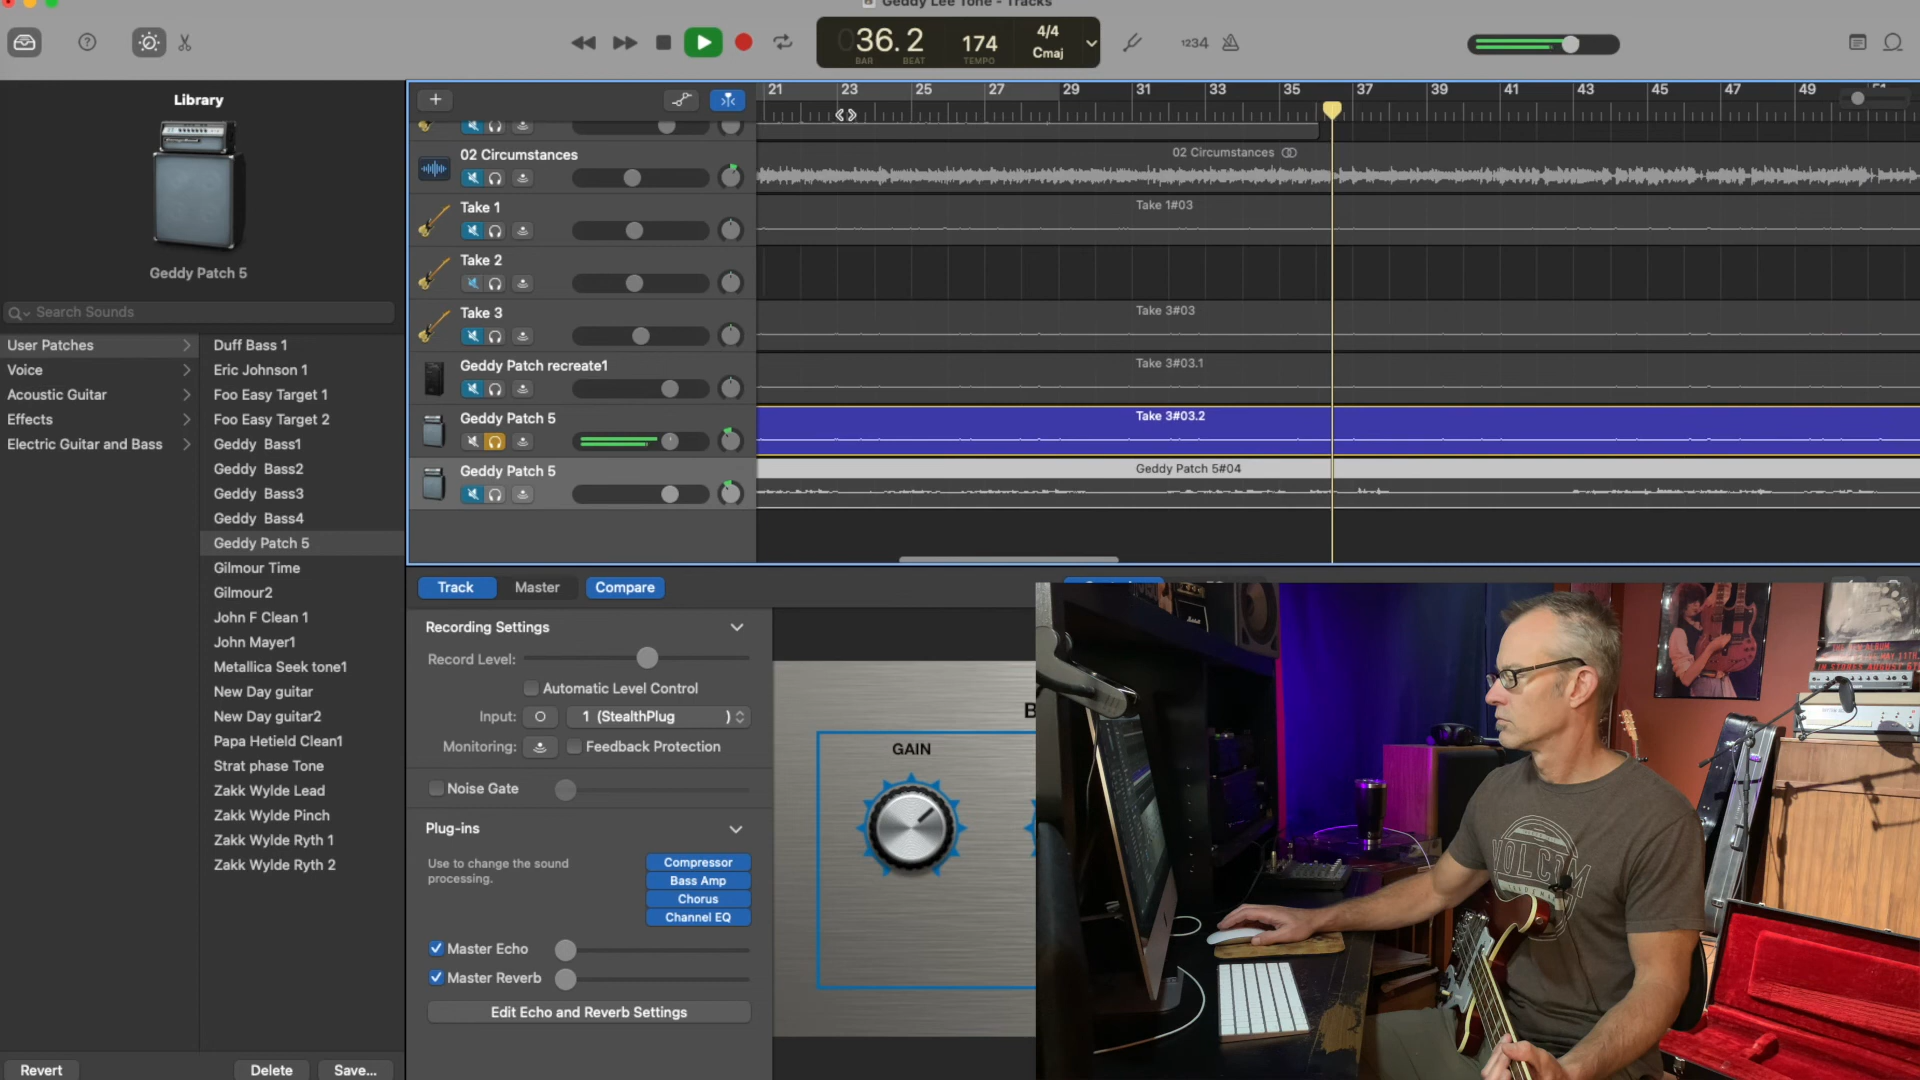 Geddy Lee Tone - Tracks
036.2
BAR
BEAT
174
TEMPO
4/4
Cmaj
1234
Library
Geddy Patch 5
Search Sounds
User Patches
Voice
Acoustic Guitar
Effects
Electric Guitar and Bass
Duff Bass 1
Eric Johnson 1
Foo Easy Target 1
Foo Easy Target 2
Geddy  Bass1
Geddy  Bass2
Geddy  Bass3
Geddy  Bass4
Geddy Patch 5
Gilmour Time
Gilmour2
John F Clean 1
John Mayer1
Metallica Seek tone1
New Day guitar
New Day guitar2
Papa Hetield Clean1
Strat phase Tone
Zakk Wylde Lead
Zakk Wylde Pinch
Zakk Wylde Ryth 1
Zakk Wylde Ryth 2
Revert
Delete
Save...
21 23 25 27 29 31 33 35 37 39 41 43 45 47 49 51
02 Circumstances
02 Circumstances
Take 1
Take 1#03
Take 2
Take 3
Take 3#03
Geddy Patch recreate1
Take 3#03.1
Geddy Patch 5
Take 3#03.2
Geddy Patch 5
Geddy Patch 5#04
Track
Master
Compare
Recording Settings
Record Level:
Automatic Level Control
Input:
1 (StealthPlug )
Monitoring:
Feedback Protection
Noise Gate
Plug-ins
Use to change the sound
processing.
Compressor
Bass Amp
Chorus
Channel EQ
Master Echo
Master Reverb
Edit Echo and Reverb Settings
GAIN
B
Marshall
VOLCOM
IN STORES AUGUST